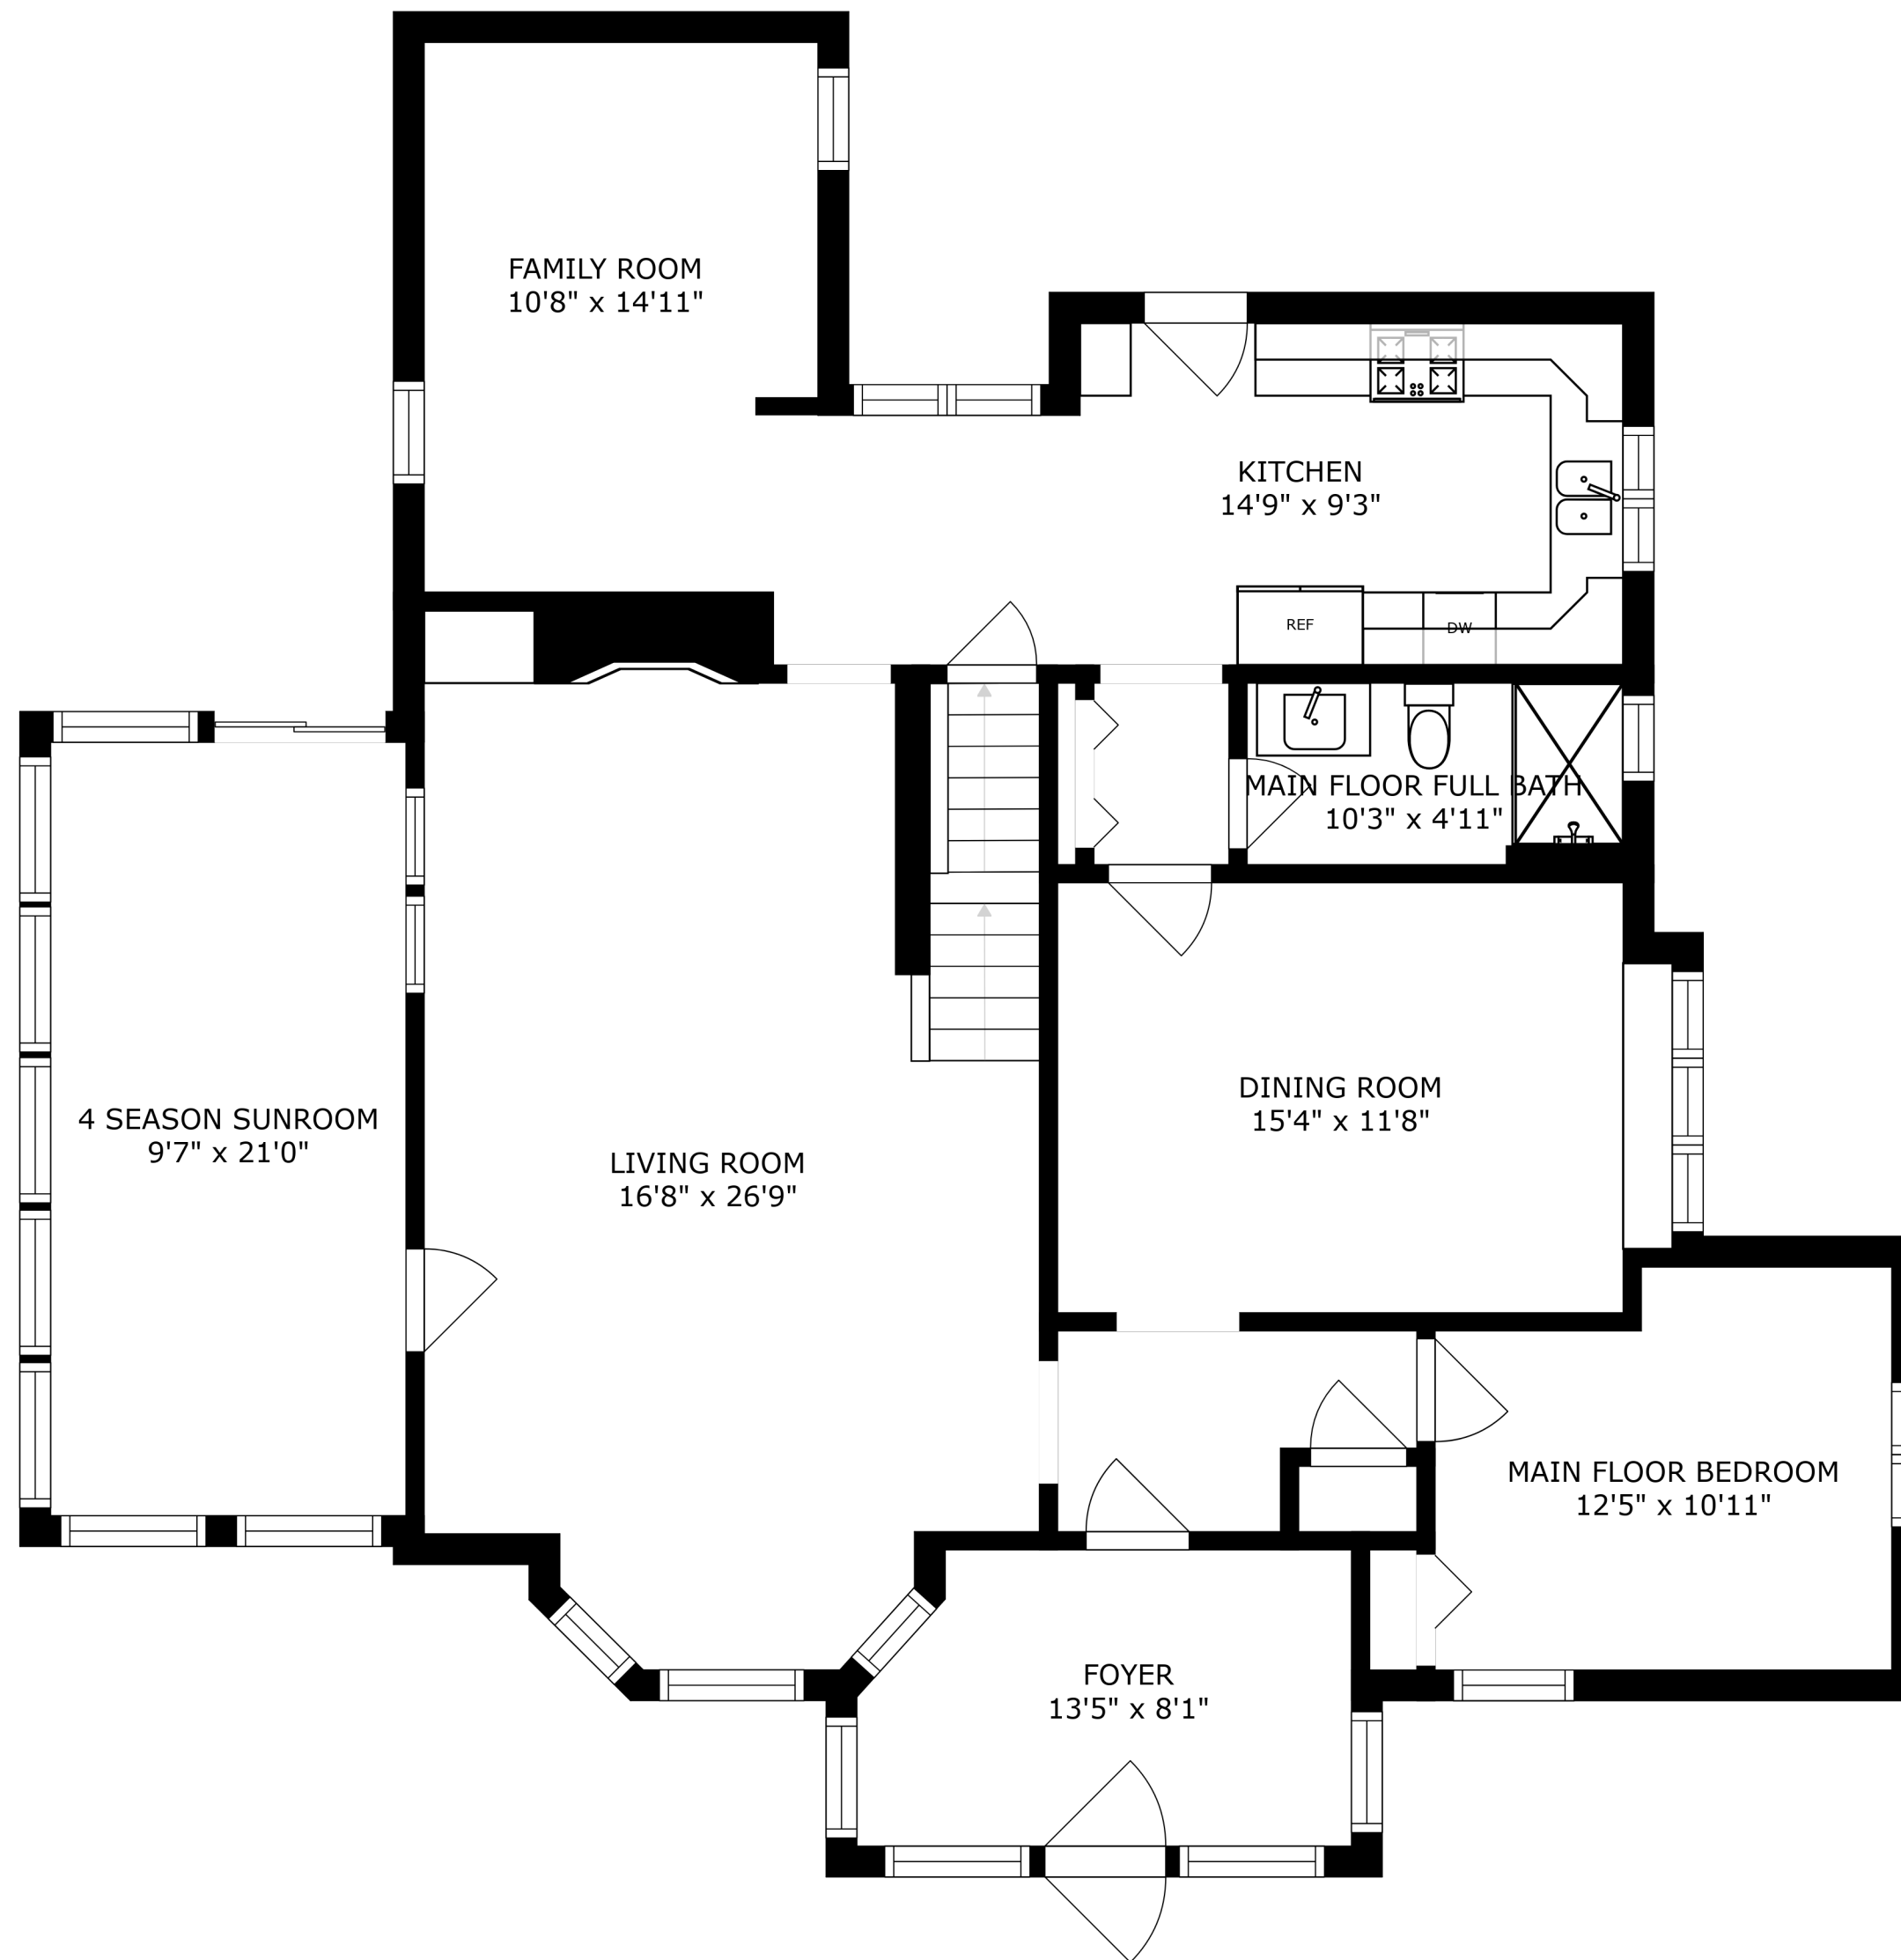 FAMILY ROOM
10'8" x 14'11"
KITCHEN
14'9" x 9'3"
REF
DW
MAIN FLOOR FULL BATH
10'3" x 4'11"
DINING ROOM
15'4" x 11'8"
4 SEASON SUNROOM
9'7" x 21'0"
LIVING ROOM
16'8" x 26'9"
MAIN FLOOR BEDROOM
12'5" x 10'11"
FOYER
13'5" x 8'1"